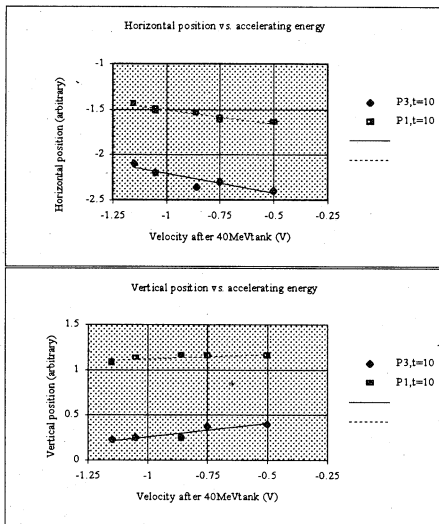 Horizontal position vs. accelerating energy
Horizontal position (arbitrary)
-1
-1.5
-2
-2.5
-1.25 -1 -0.75 -0.5 -0.25
Velocity after 40MeVtank (V)
P3,t=10
P1,t=10
Vertical position vs. accelerating energy
Vertical position (arbitrary)
1.5
1
0.5
0
-1.25 -1 -0.75 -0.5 -0.25
Velocity after 40MeVtank (V)
P3,t=10
P1,t=10